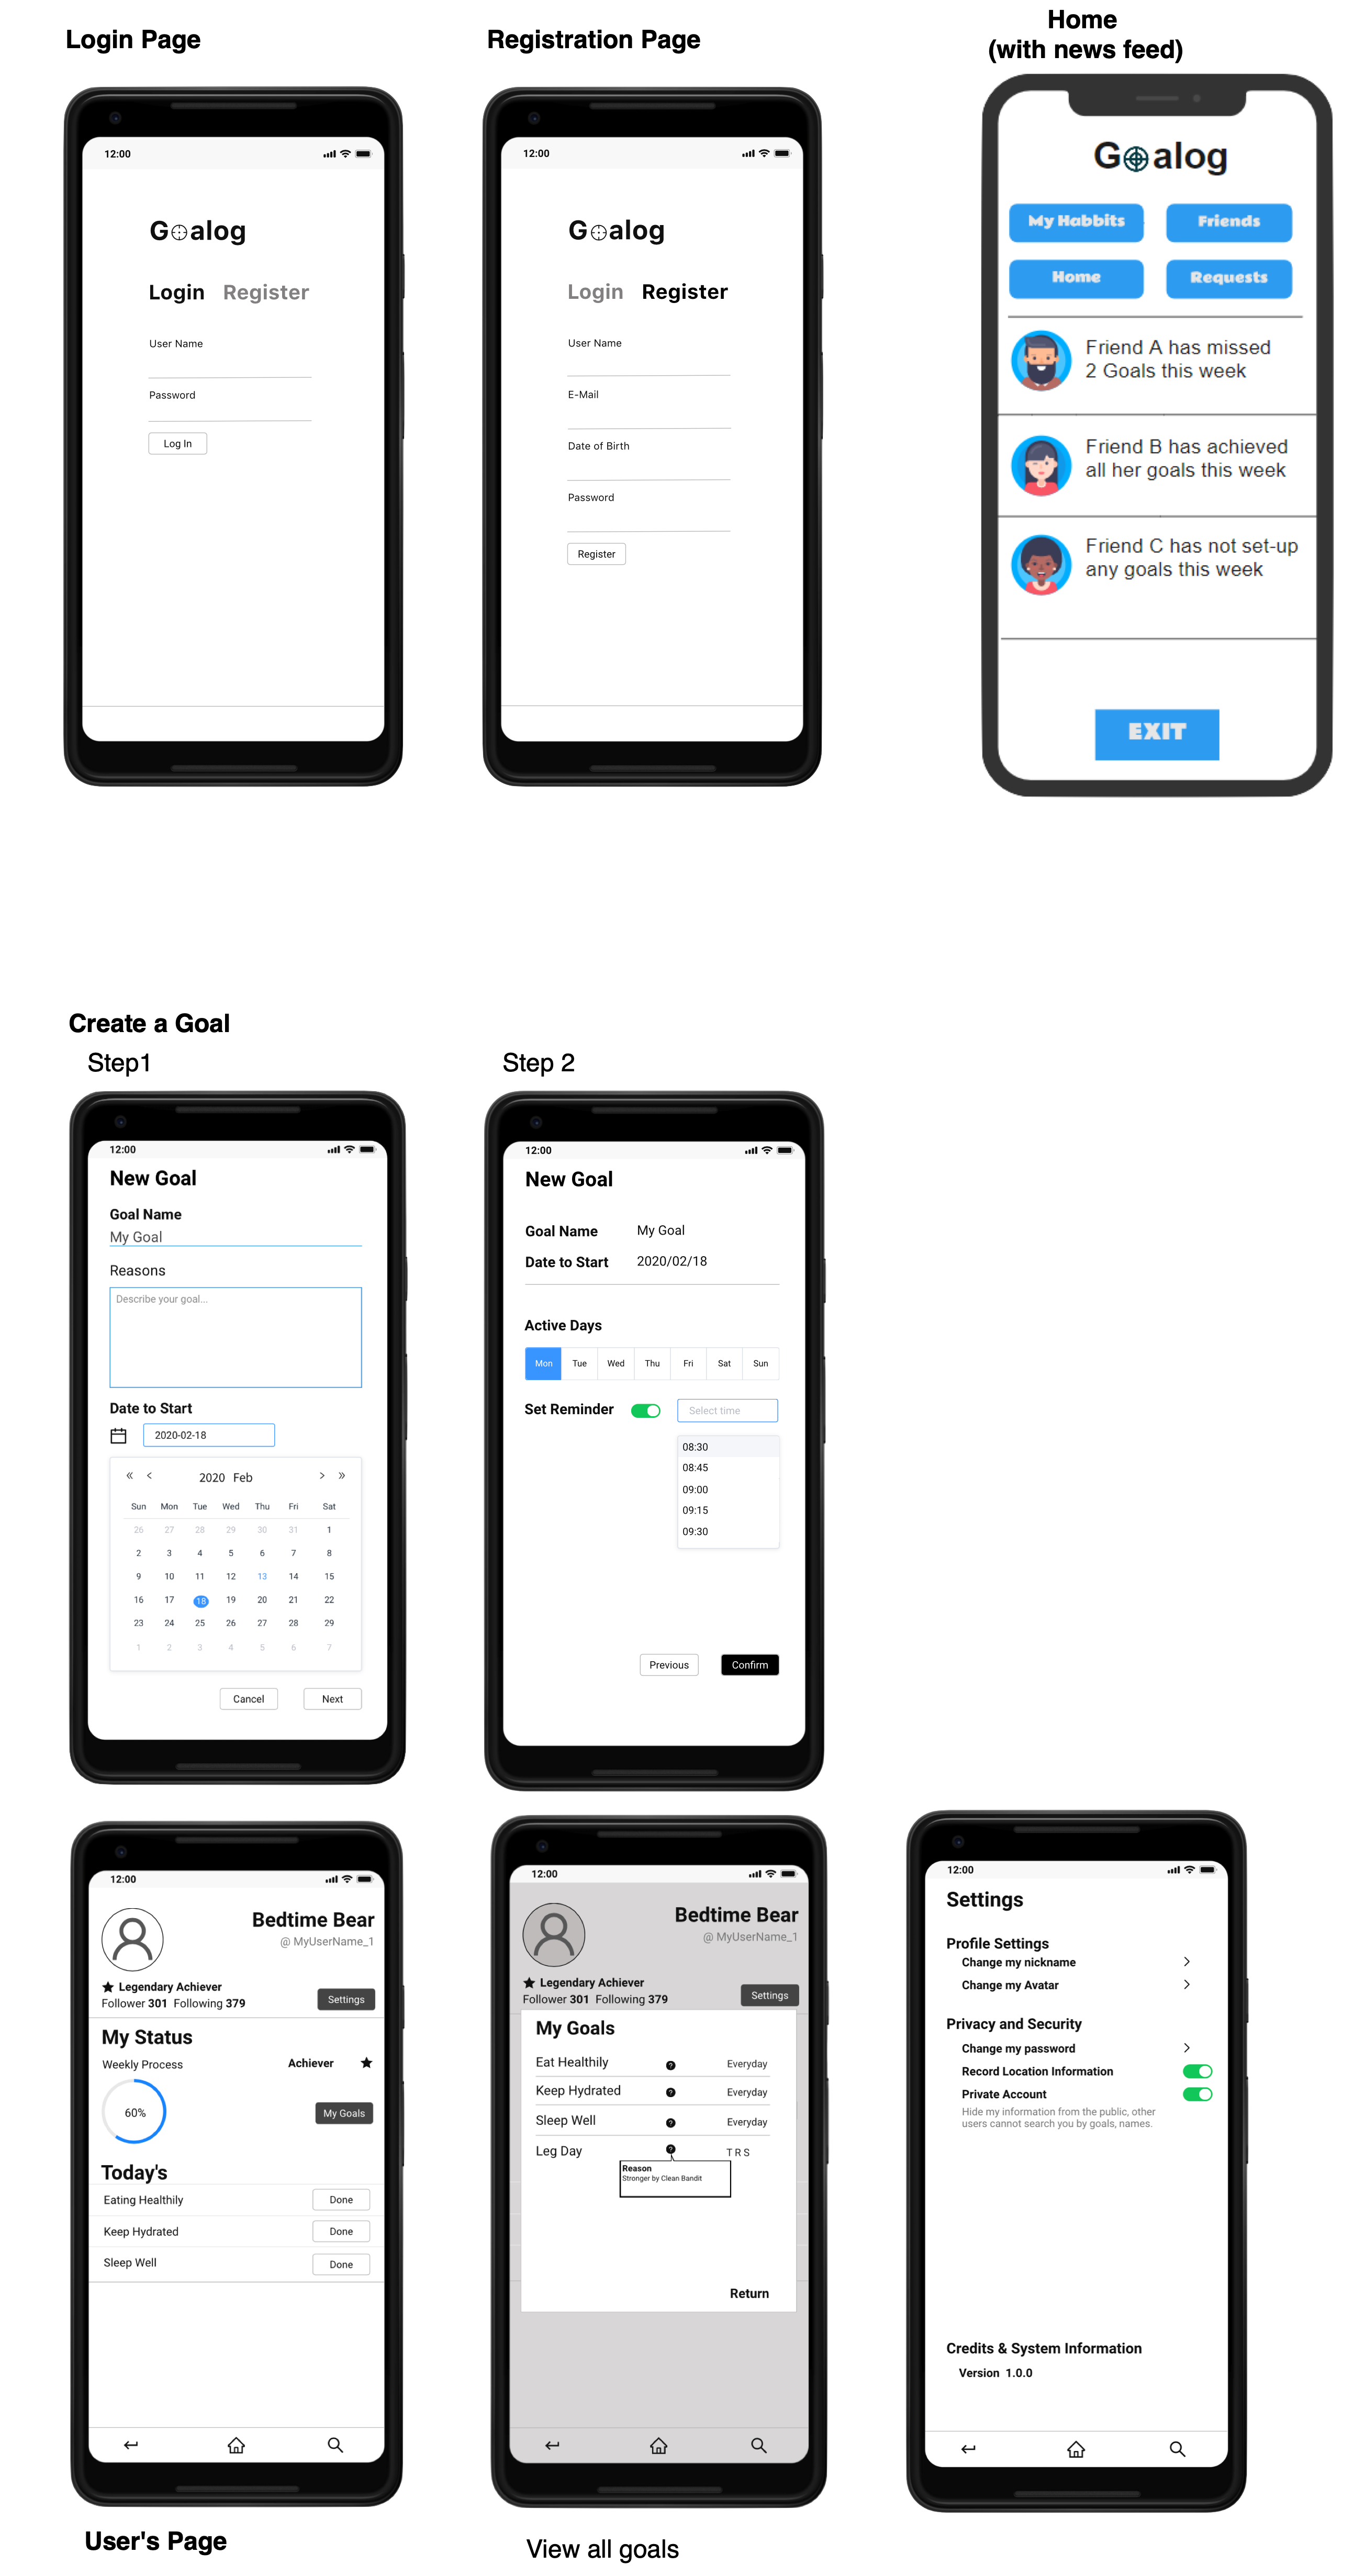 Login Page
12:00
Goalog
Login Register
User Name
Password
Log In
Registration Page
12:00
Goalog
Login Register
User Name
E-Mail
Date of Birth
Password
Register
Home
(with news feed)
Goalog
My Habbits Friends
Home Requests
Friend A has missed
2 Goals this week
Friend B has achieved
all her goals this week
Friend C has not set-up
any goals this week
EXIT
Create a Goal
Step1
12:00
New Goal
Goal Name
My Goal
Reasons
Describe your goal...
Date to Start
2020-02-18
« < 2020 Feb > »
Sun Mon Tue Wed Thu Fri Sat
26 27 28 29 30 31 1
2 3 4 5 6 7 8
9 10 11 12 13 14 15
16 17 18 19 20 21 22
23 24 25 26 27 28 29
1 2 3 4 5 6 7
Cancel Next
Step 2
12:00
New Goal
Goal Name My Goal
Date to Start 2020/02/18
Active Days
Mon Tue Wed Thu Fri Sat Sun
Set Reminder Select time
08:30
08:45
09:00
09:15
09:30
Previous Confirm
12:00
Bedtime Bear
@ MyUserName_1
★ Legendary Achiever
Follower 301 Following 379
Settings
My Status
Weekly Process Achiever ★
60%
My Goals
Today's
Eating Healthily Done
Keep Hydrated Done
Sleep Well Done
User's Page
12:00
Bedtime Bear
@ MyUserName_1
★ Legendary Achiever
Follower 301 Following 379
Settings
My Goals
Eat Healthily ? Everyday
Keep Hydrated ? Everyday
Sleep Well ? Everyday
Leg Day ? T R S
Reason
Stronger by Clean Bandit
Return
View all goals
12:00
Settings
Profile Settings
Change my nickname >
Change my Avatar >
Privacy and Security
Change my password >
Record Location Information
Private Account
Hide my information from the public, other
users cannot search you by goals, names.
Credits & System Information
Version 1.0.0